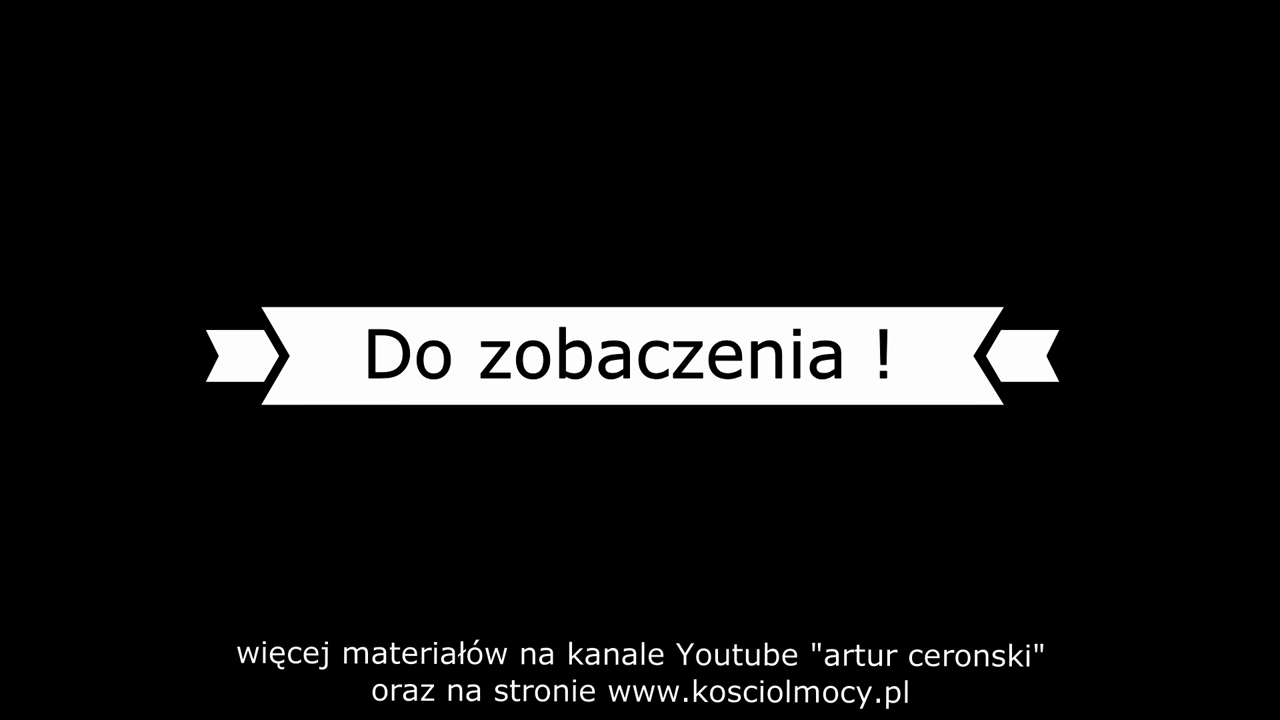 Do zobaczenia !
więcej materiałów na kanale Youtube "artur ceronski"
oraz na stronie www.kosciolmocy.pl